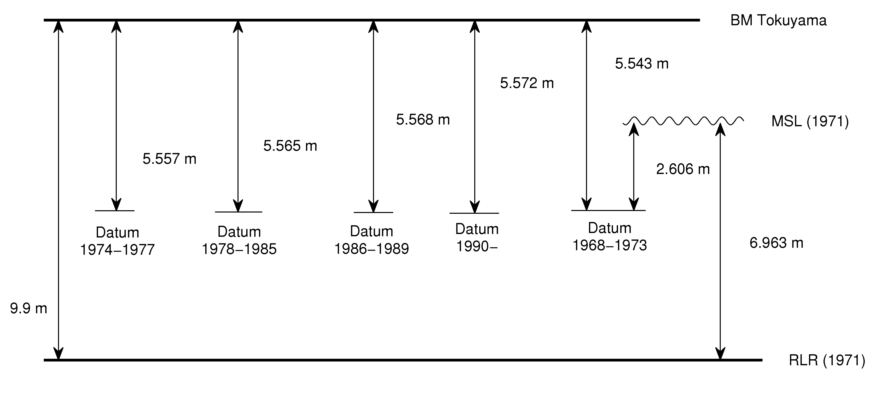 BM Tokuyama
5.543 m
5.572 m
5.568 m
MSL (1971)
5.565 m
5.557 m
2.606 m
Datum
1974−1977
Datum
1978−1985
Datum
1986−1989
Datum
1990−
Datum
1968−1973
6.963 m
9.9 m
RLR (1971)